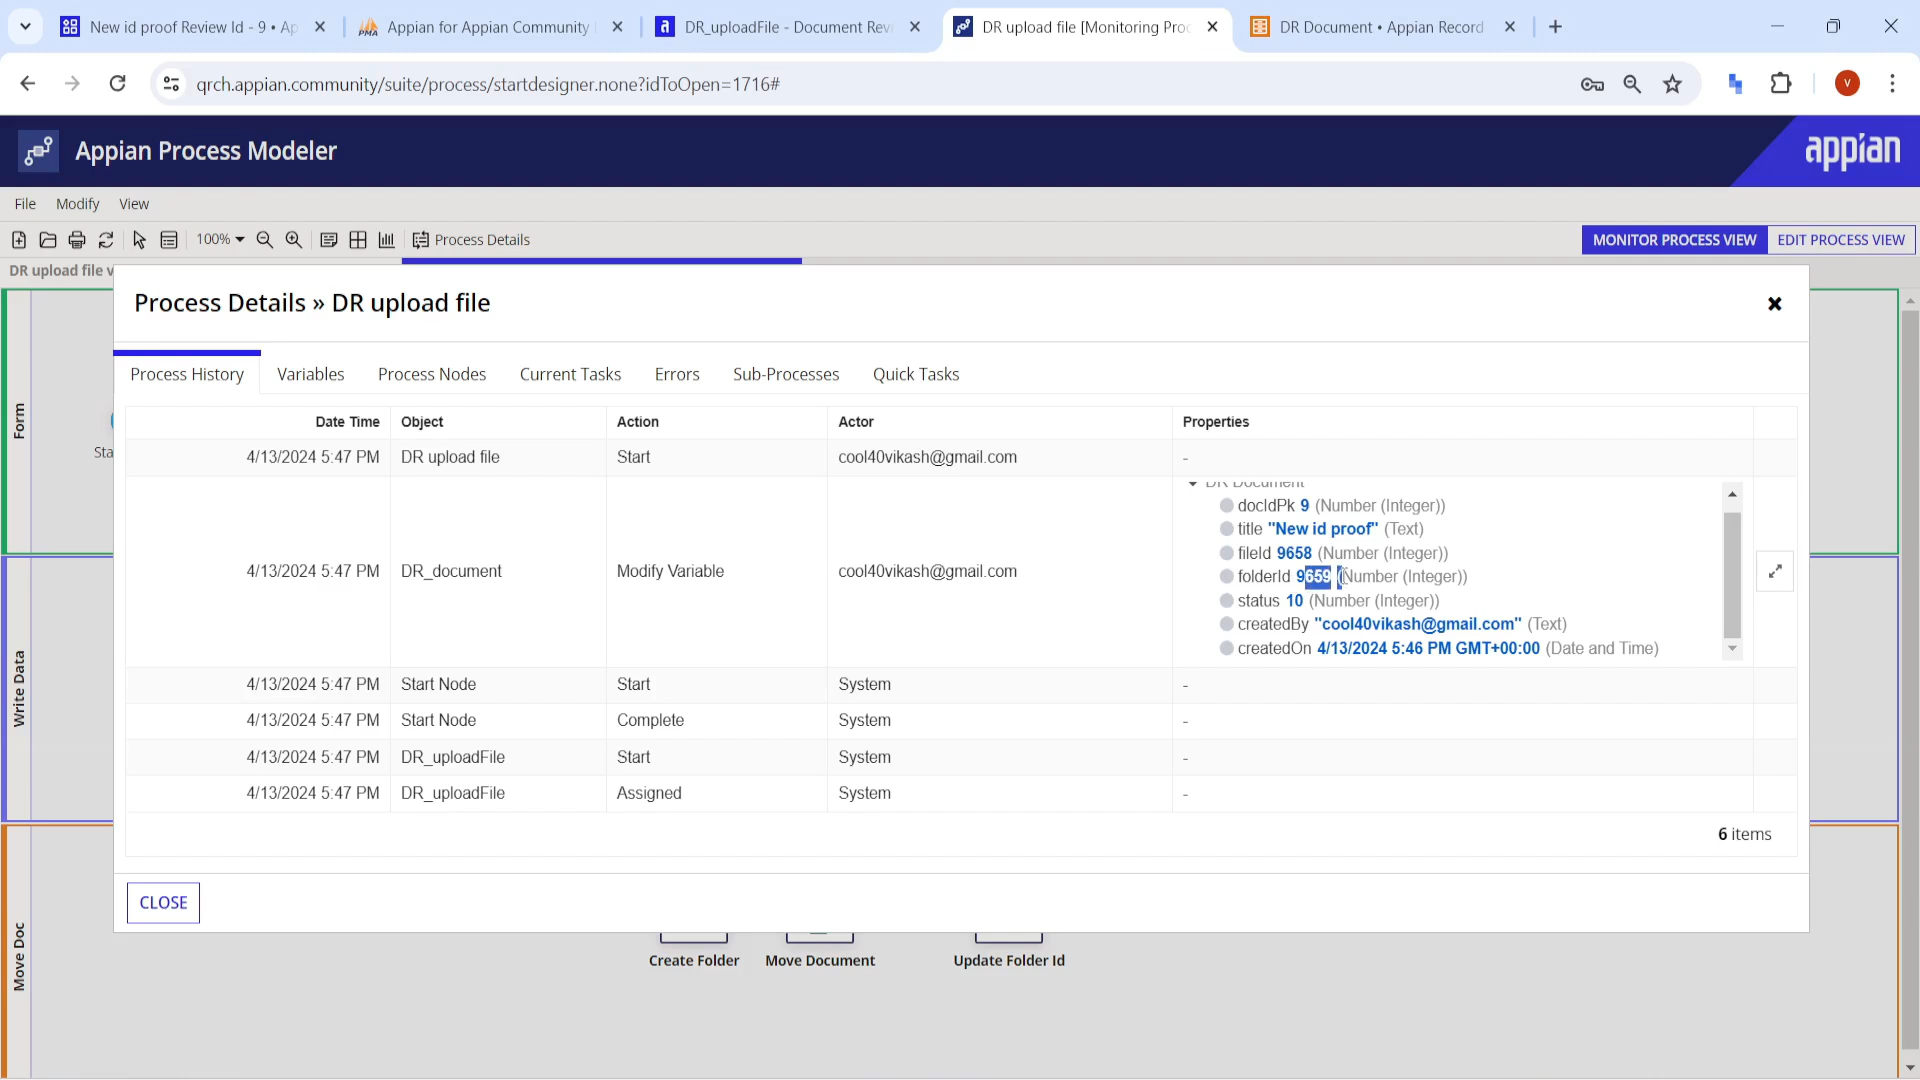 New id proof Review Id - 9 • Ap
Appian for Appian Community
DR_uploadFile - Document Rev
DR upload file [Monitoring Proc
DR Document • Appian Record
qrch.appian.community/suite/process/startdesigner.none?idToOpen=1716#
V
Appian Process Modeler
appian
File Modify View
100% Process Details
MONITOR PROCESS VIEW EDIT PROCESS VIEW
DR upload file v
Process Details » DR upload file
Form
Sta
Process History Variables Process Nodes Current Tasks Errors Sub-Processes Quick Tasks
Date Time Object Action Actor Properties
4/13/2024 5:47 PM DR upload file Start cool40vikash@gmail.com -
DR Document
docIdPk 9 (Number (Integer))
title "New id proof" (Text)
fileId 9658 (Number (Integer))
4/13/2024 5:47 PM DR_document Modify Variable cool40vikash@gmail.com
folderId 9659 (Number (Integer))
status 10 (Number (Integer))
createdBy "cool40vikash@gmail.com" (Text)
createdOn 4/13/2024 5:46 PM GMT+00:00 (Date and Time)
4/13/2024 5:47 PM Start Node Start System -
4/13/2024 5:47 PM Start Node Complete System -
4/13/2024 5:47 PM DR_uploadFile Start System -
4/13/2024 5:47 PM DR_uploadFile Assigned System -
6 items
Write Data
CLOSE
Move Doc
Create Folder Move Document Update Folder Id